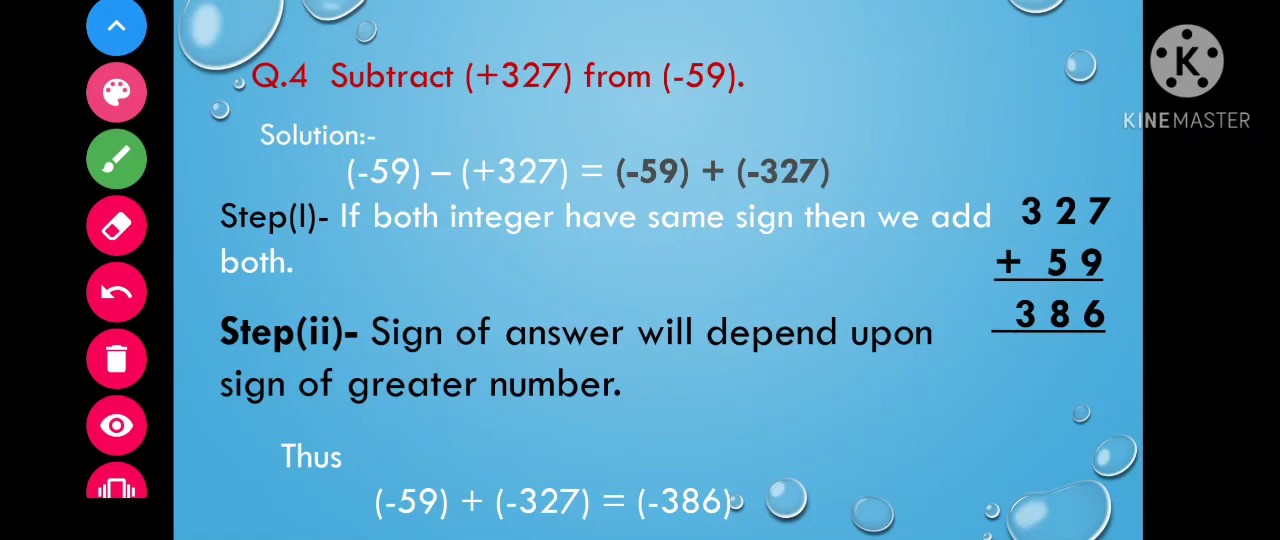 Q.4 Subtract (+327) from (-59).
Solution:-
(-59) – (+327) = (-59) + (-327)
Step(I)- If both integer have same sign then we add
both.
Step(ii)- Sign of answer will depend upon
sign of greater number.
Thus
(-59) + (-327) = (-386)
3 2 7
+ 5 9
3 8 6
K
KINEMASTER